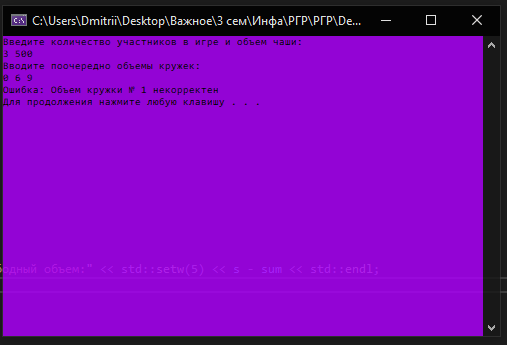 C:\Users\Dmitrii\Desktop\Важное\3 сем\Инфа\РГР\РГР\De...
Введите количество участников в игре и объем чаши:
3 500
Вводите поочередно объемы кружек:
0 6 9
Ошибка: Объем кружки № 1 некорректен
Для продолжения нажмите любую клавишу . . .
бодный объем:" << std::setw(5) << s - sum << std::endl;